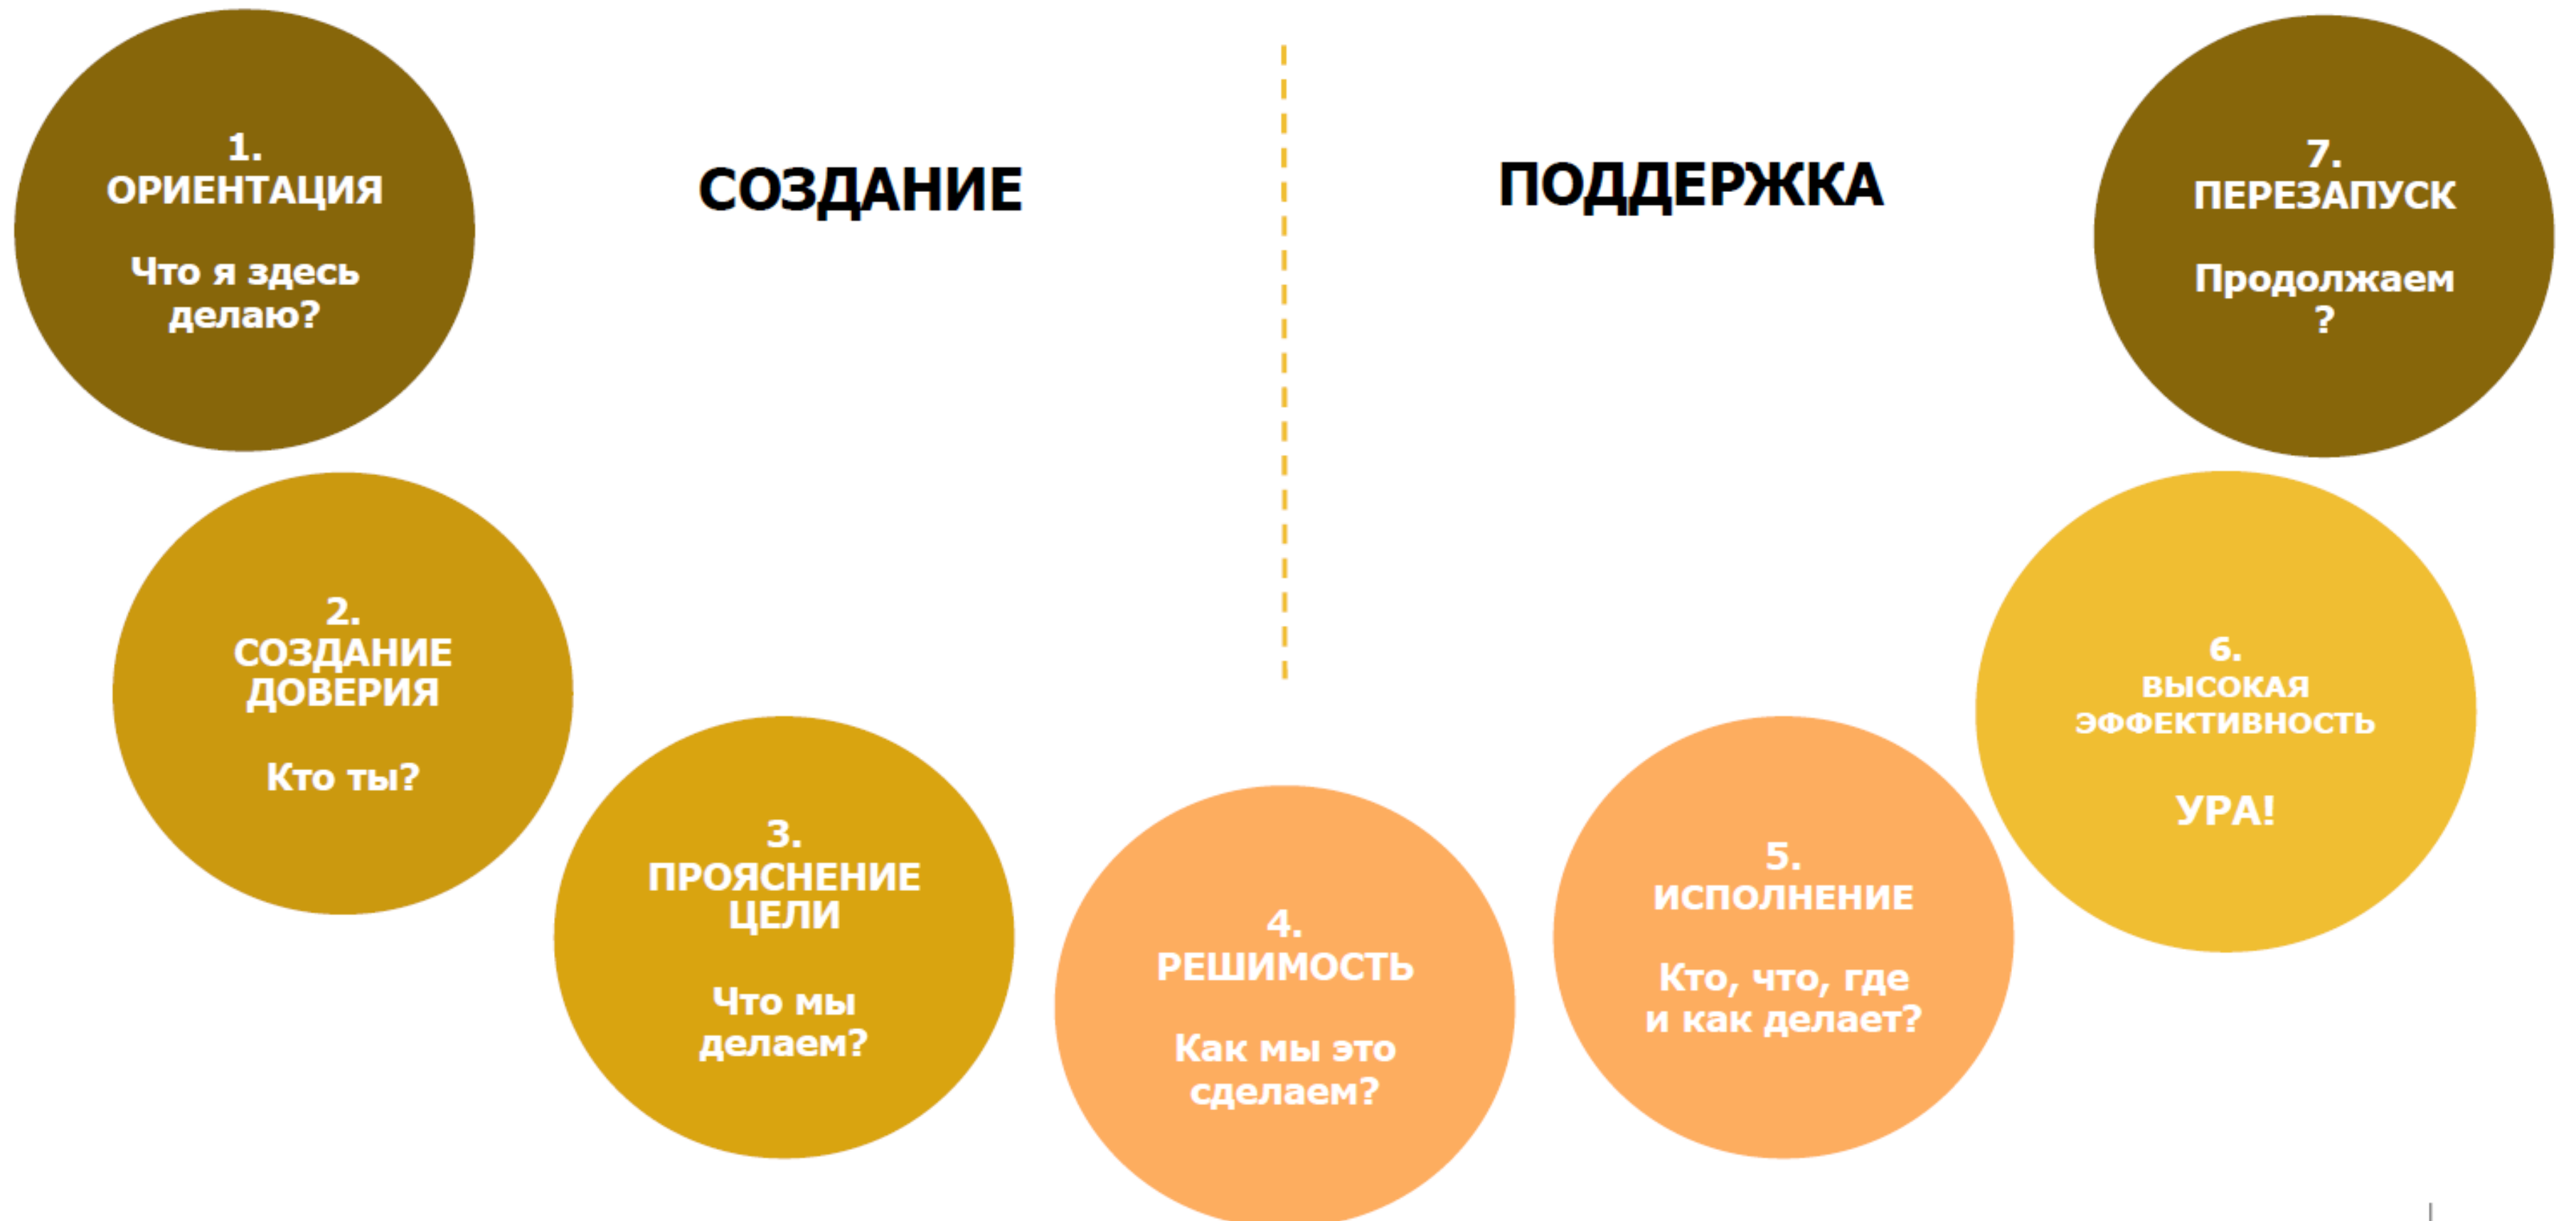 1.
ОРИЕНТАЦИЯ
Что я здесь
делаю?
2.
СОЗДАНИЕ
ДОВЕРИЯ
Кто ты?
3.
ПРОЯСНЕНИЕ
ЦЕЛИ
Что мы
делаем?
СОЗДАНИЕ
4.
РЕШИМОСТЬ
Как мы это
сделаем?
ПОДДЕРЖКА
5.
ИСПОЛНЕНИЕ
Кто, что, где
и как делает?
6.
ВЫСОКАЯ
ЭФФЕКТИВНОСТЬ
УРА!
7.
ПЕРЕЗАПУСК
Продолжаем
?